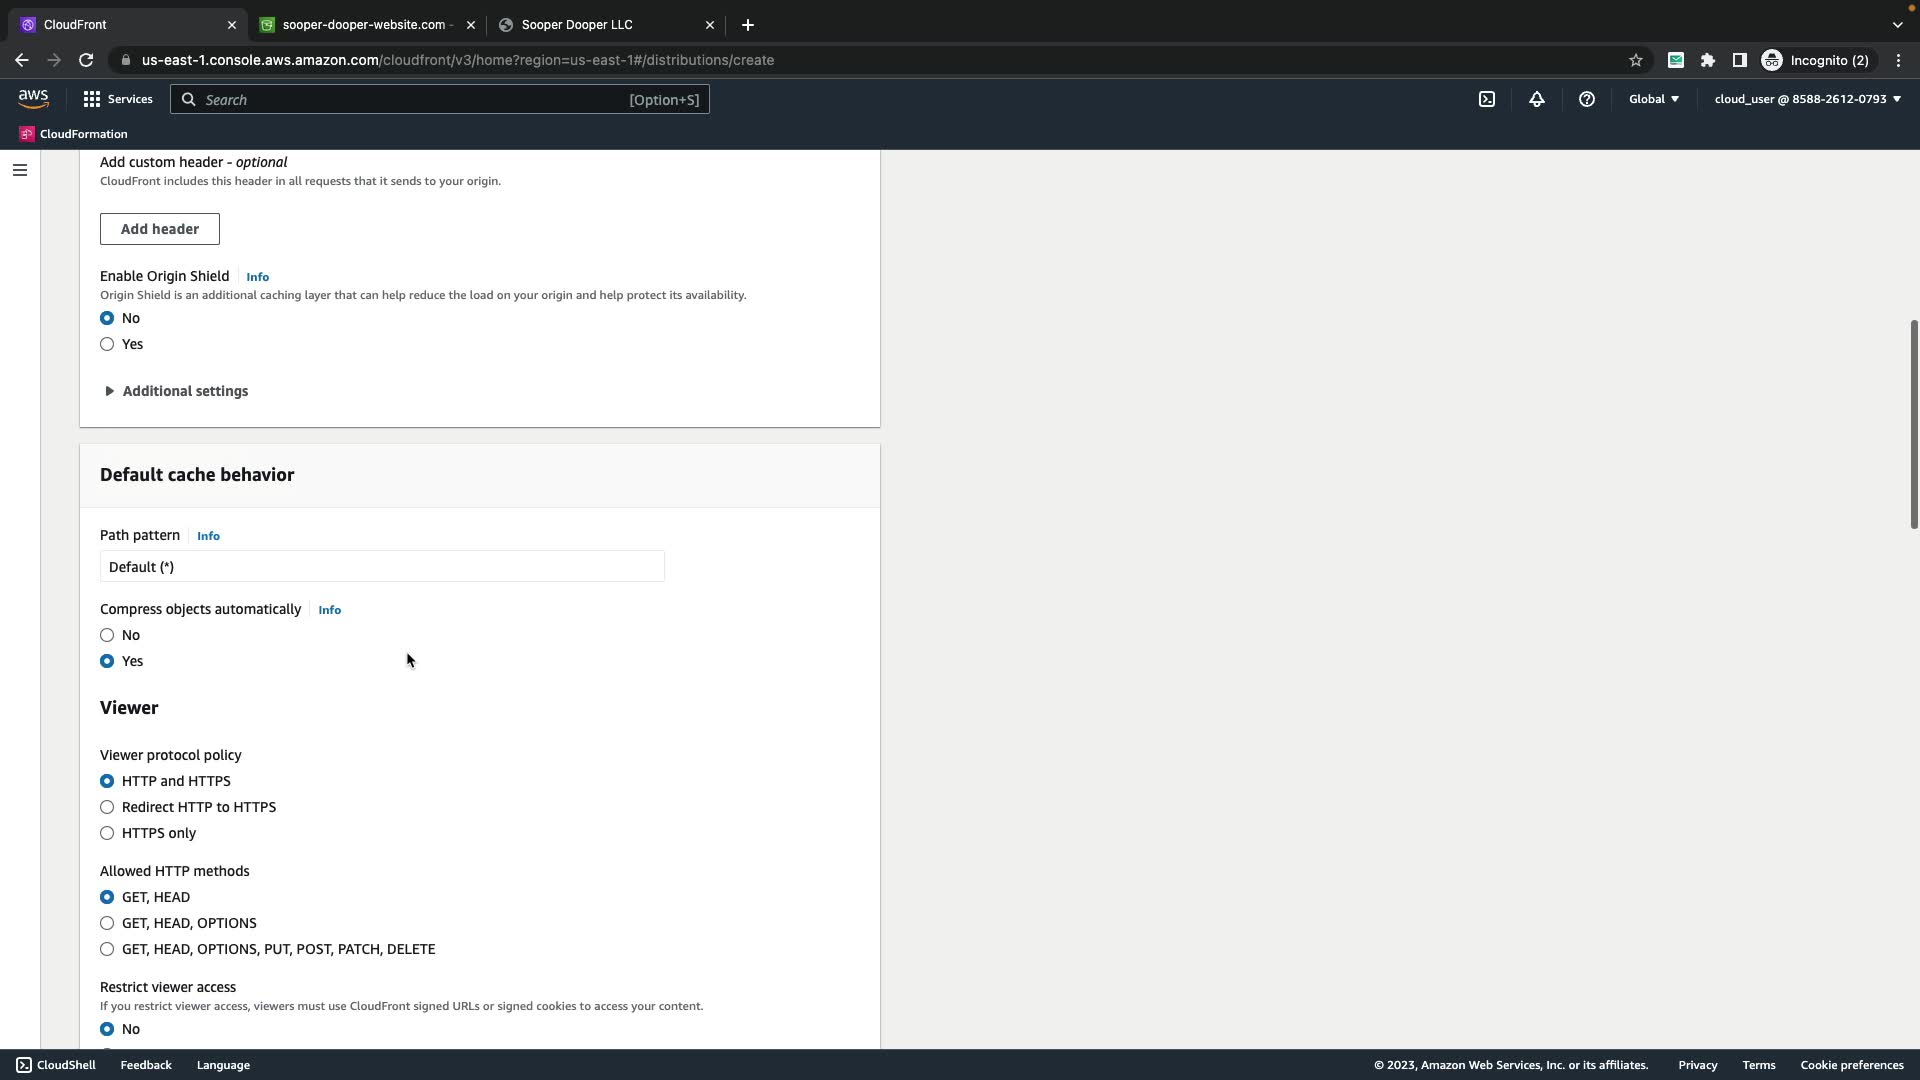 CloudFront
sooper-dooper-website.com -
Sooper Dooper LLC
us-east-1.console.aws.amazon.com/cloudfront/v3/home?region=us-east-1#/distributions/create
Incognito (2)
aws
Services
Search
[Option+S]
Global
cloud_user @ 8588-2612-0793
CloudFormation
Add custom header - optional
CloudFront includes this header in all requests that it sends to your origin.
Add header
Enable Origin Shield Info
Origin Shield is an additional caching layer that can help reduce the load on your origin and help protect its availability.
No
Yes
Additional settings
Default cache behavior
Path pattern Info
Default (*)
Compress objects automatically Info
No
Yes
Viewer
Viewer protocol policy
HTTP and HTTPS
Redirect HTTP to HTTPS
HTTPS only
Allowed HTTP methods
GET, HEAD
GET, HEAD, OPTIONS
GET, HEAD, OPTIONS, PUT, POST, PATCH, DELETE
Restrict viewer access
If you restrict viewer access, viewers must use CloudFront signed URLs or signed cookies to access your content.
No
CloudShell Feedback Language
© 2023, Amazon Web Services, Inc. or its affiliates. Privacy Terms Cookie preferences